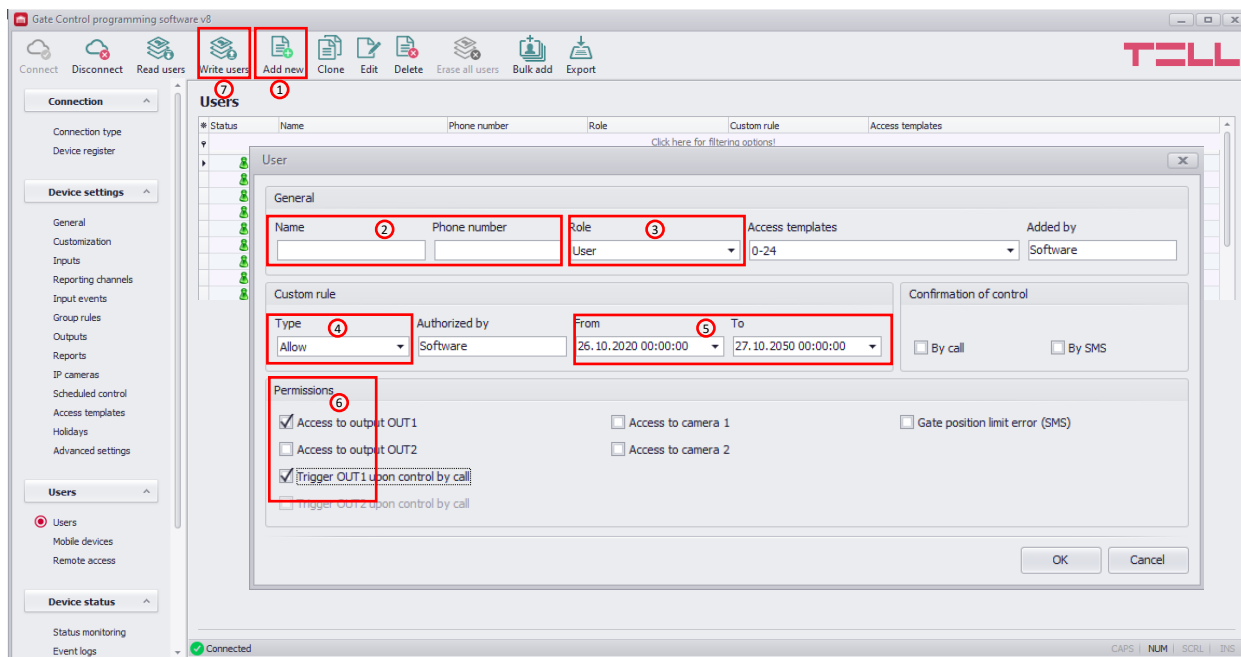 Gate Control programming software v8
Connect Disconnect Read users Write users Add new Clone Edit Delete Erase all users Bulk add Export
TELL
7 1
Connection
Connection type
Device register
Device settings
General
Customization
Inputs
Reporting channels
Input events
Group rules
Outputs
Reports
IP cameras
Scheduled control
Access templates
Holidays
Advanced settings
Users
Users
Mobile devices
Remote access
Device status
Status monitoring
Event logs
Users
Status Name Phone number Role Custom rule Access templates
Click here for filtering options!
User
General
Name 2 Phone number Role 3 Access templates Added by
User 0-24 Software
Custom rule Confirmation of control
Type 4 Authorized by From 5 To
Allow Software 26.10.2020 00:00:00 27.10.2050 00:00:00 By call By SMS
Permissions
6
Access to output OUT1 Access to camera 1 Gate position limit error (SMS)
Access to output OUT2 Access to camera 2
Trigger OUT1 upon control by call
Trigger OUT2 upon control by call
OK Cancel
Connected CAPS NUM SCRL INS